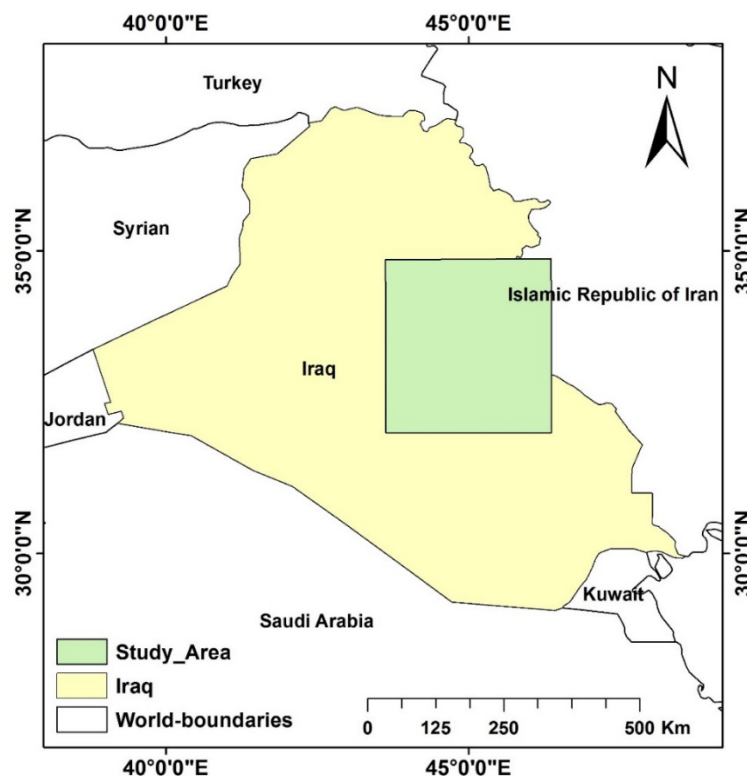 40°0'0"E 45°0'0"E
Turkey
N
Syrian
35°0'0"N 35°0'0"N
Islamic Republic of Iran
Iraq
Jordan
30°0'0"N 30°0'0"N
Kuwait
Saudi Arabia
Study_Area
Iraq
World-boundaries
0 125 250 500 Km
40°0'0"E 45°0'0"E